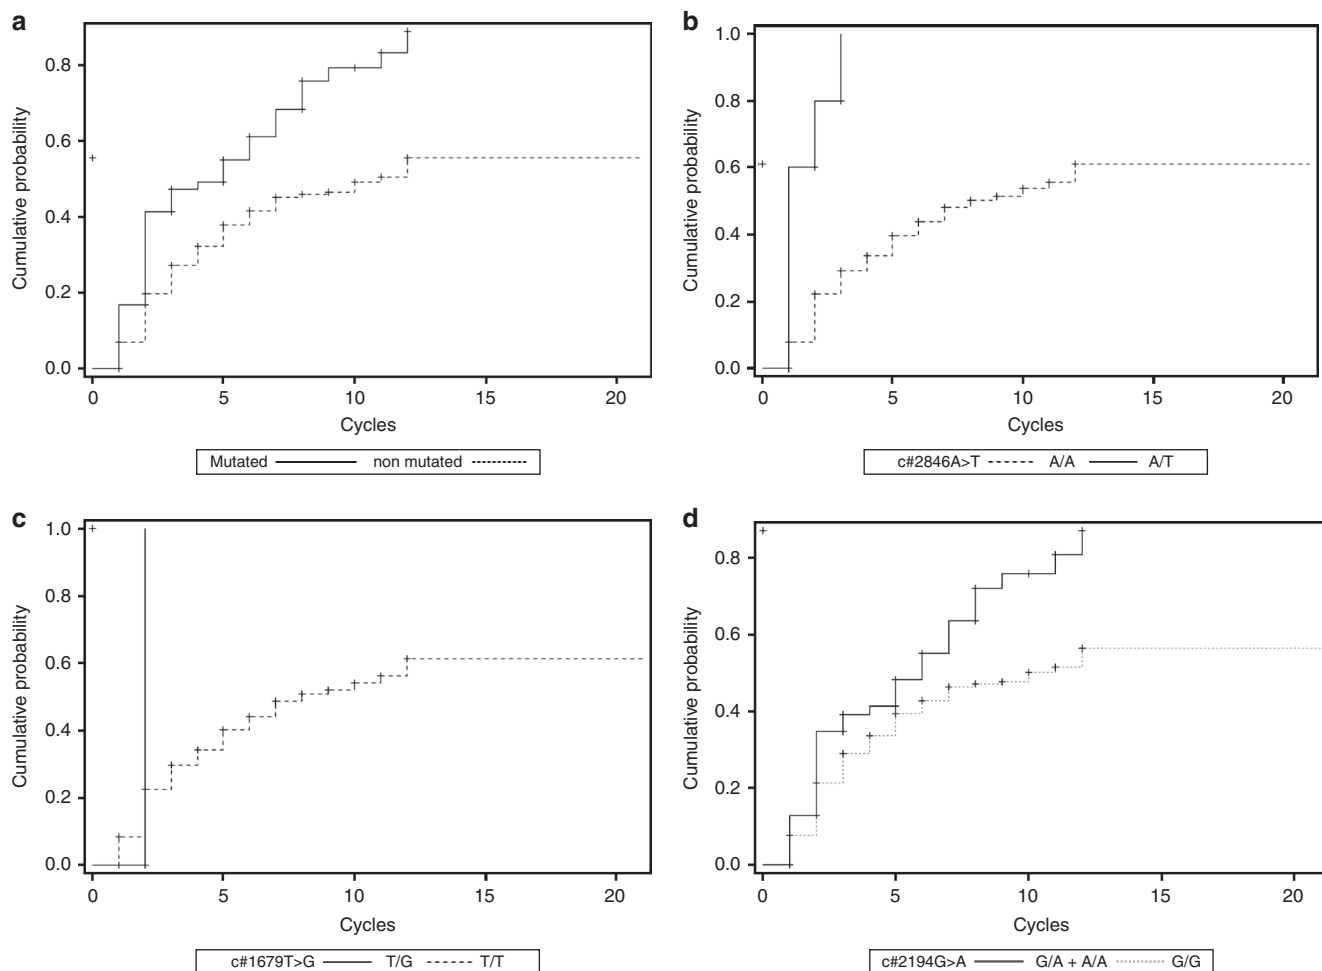 a
Cumulative probability
0.8
0.6
0.4
0.2
0.0
0 5 10 15 20
Cycles
Mutated non mutated
b
Cumulative probability
1.0
0.8
0.6
0.4
0.2
0.0
0 5 10 15 20
Cycles
c#2846A>T A/A A/T
c
Cumulative probability
1.0
0.8
0.6
0.4
0.2
0.0
0 5 10 15 20
Cycles
c#1679T>G T/G T/T
d
Cumulative probability
0.8
0.6
0.4
0.2
0.0
0 5 10 15 20
Cycles
c#2194G>A G/A + A/A G/G